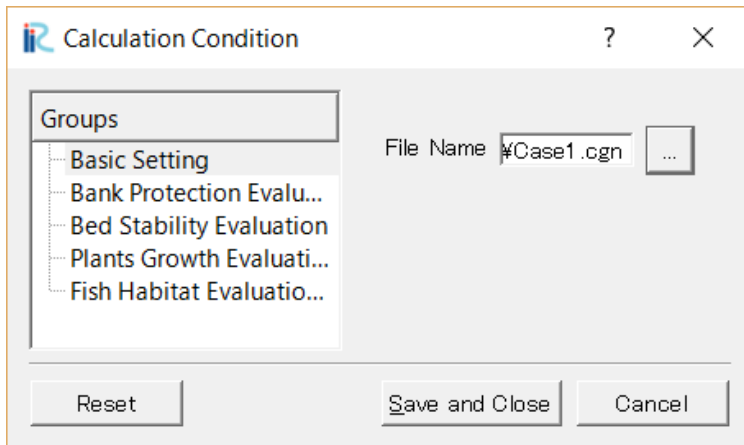 iRIC Calculation Condition ? ×
Groups
Basic Setting
Bank Protection Evalu...
Bed Stability Evaluation
Plants Growth Evaluati...
Fish Habitat Evaluatio...
File Name ¥Case1.cgn ...
Reset Save and Close Cancel